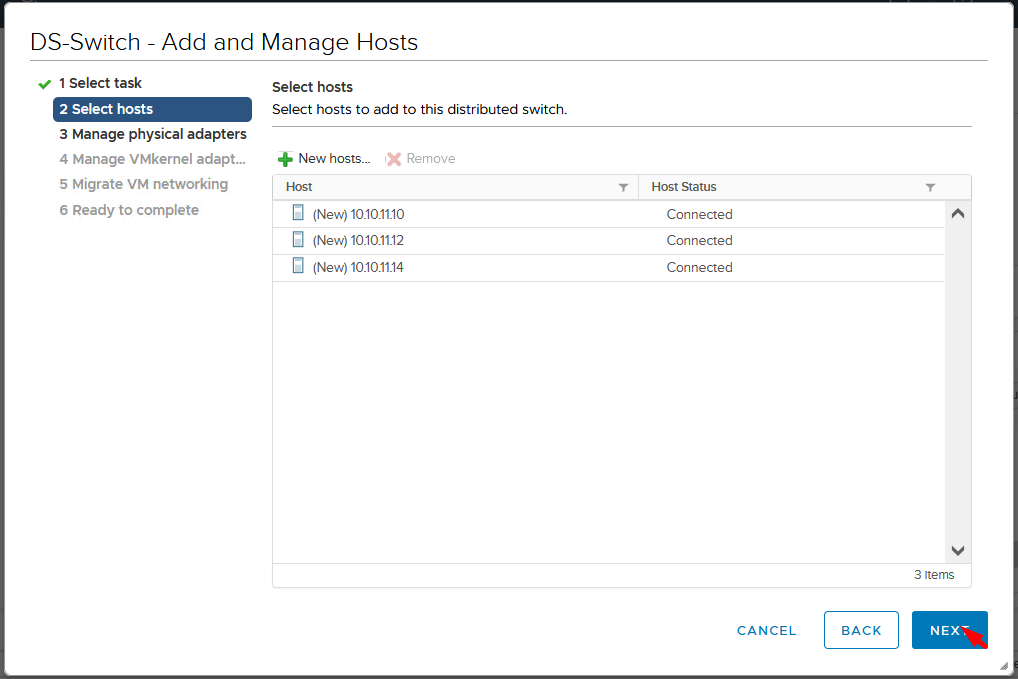 DS-Switch - Add and Manage Hosts
1 Select task
2 Select hosts
3 Manage physical adapters
4 Manage VMkernel adapt...
5 Migrate VM networking
6 Ready to complete
Select hosts
Select hosts to add to this distributed switch.
New hosts... Remove
Host Host Status
(New) 10.10.11.10 Connected
(New) 10.10.11.12 Connected
(New) 10.10.11.14 Connected
3 items
CANCEL BACK NEXT